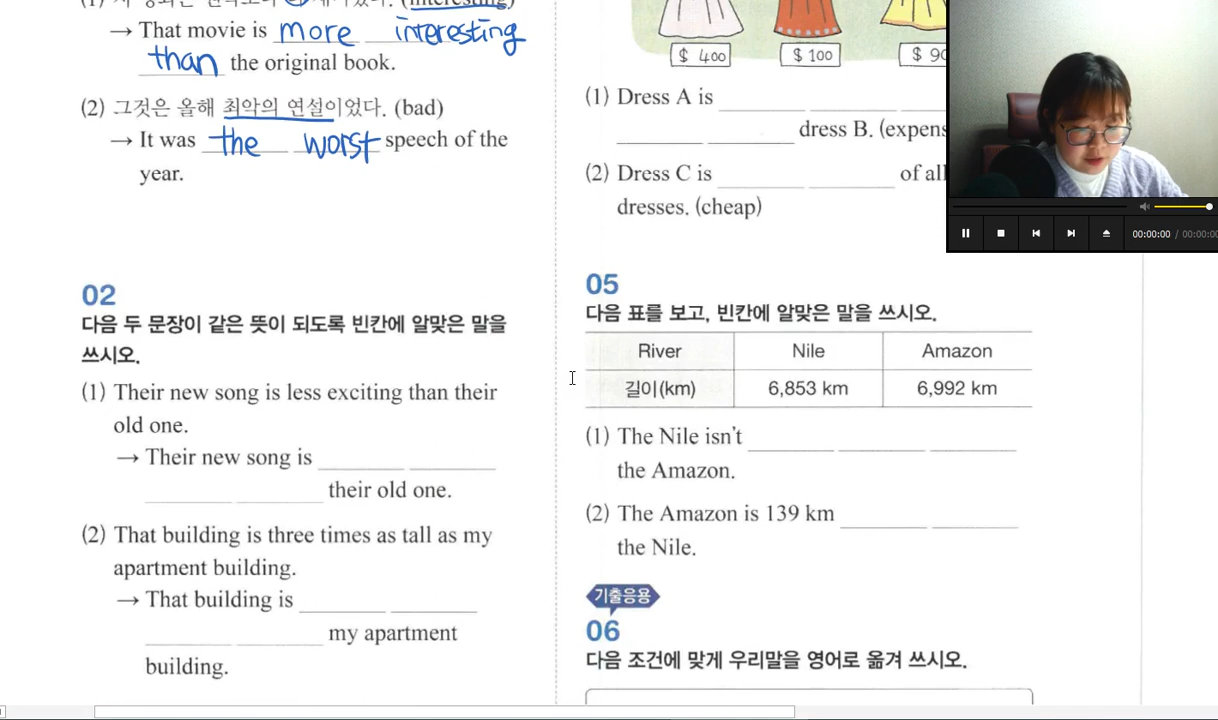 → That movie is more interesting
than the original book.
(2) 그것은 올해 최악의 연설이었다. (bad)
→ It was the worst speech of the
year.
02
다음 두 문장이 같은 뜻이 되도록 빈칸에 알맞은 말을
쓰시오.
(1) Their new song is less exciting than their
old one.
→ Their new song is
their old one.
(2) That building is three times as tall as my
apartment building.
→ That building is
my apartment
building.
$ 400
$ 100
$ 90
(1) Dress A is
dress B. (expens
(2) Dress C is of all
dresses. (cheap)
05
다음 표를 보고, 빈칸에 알맞은 말을 쓰시오.
River Nile Amazon
길이(km) 6,853 km 6,992 km
(1) The Nile isn't
the Amazon.
(2) The Amazon is 139 km
the Nile.
기출응용
06
다음 조건에 맞게 우리말을 영어로 옮겨 쓰시오.
00:00:00 / 00:00:0